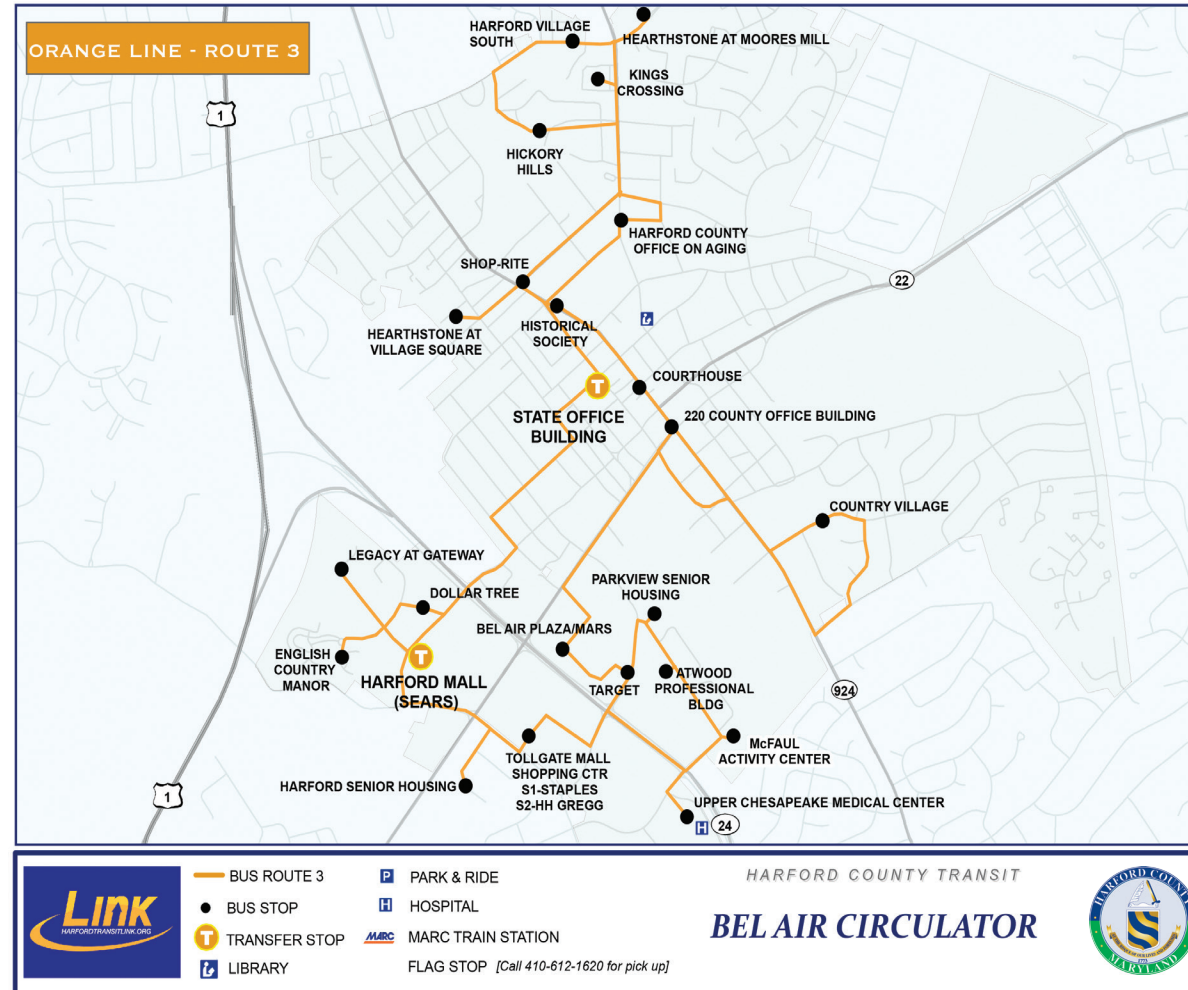 ORANGE LINE - ROUTE 3
HARFORD VILLAGE
SOUTH
HEARTHSTONE AT MOORES MILL
KINGS
CROSSING
1
HICKORY
HILLS
HARFORD COUNTY
OFFICE ON AGING
SHOP-RITE
22
HISTORICAL
SOCIETY
HEARTHSTONE AT
VILLAGE SQUARE
COURTHOUSE
T
STATE OFFICE
BUILDING
220 COUNTY OFFICE BUILDING
COUNTRY VILLAGE
LEGACY AT GATEWAY
PARKVIEW SENIOR
HOUSING
DOLLAR TREE
BEL AIR PLAZA/MARS
ENGLISH
COUNTRY
MANOR
T
HARFORD MALL
(SEARS)
TARGET
ATWOOD
PROFESSIONAL
BLDG
924
McFAUL
ACTIVITY CENTER
TOLLGATE MALL
SHOPPING CTR
S1-STAPLES
S2-HH GREGG
HARFORD SENIOR HOUSING
1
UPPER CHESAPEAKE MEDICAL CENTER
H
24
Link
HARFORDTRANSITLINK.ORG
BUS ROUTE 3
BUS STOP
T TRANSFER STOP
LIBRARY
P PARK & RIDE
H HOSPITAL
MARC MARC TRAIN STATION
FLAG STOP [Call 410-612-1620 for pick up]
HARFORD COUNTY TRANSIT
BEL AIR CIRCULATOR
HARFORD COUNTY
1773
MARYLAND